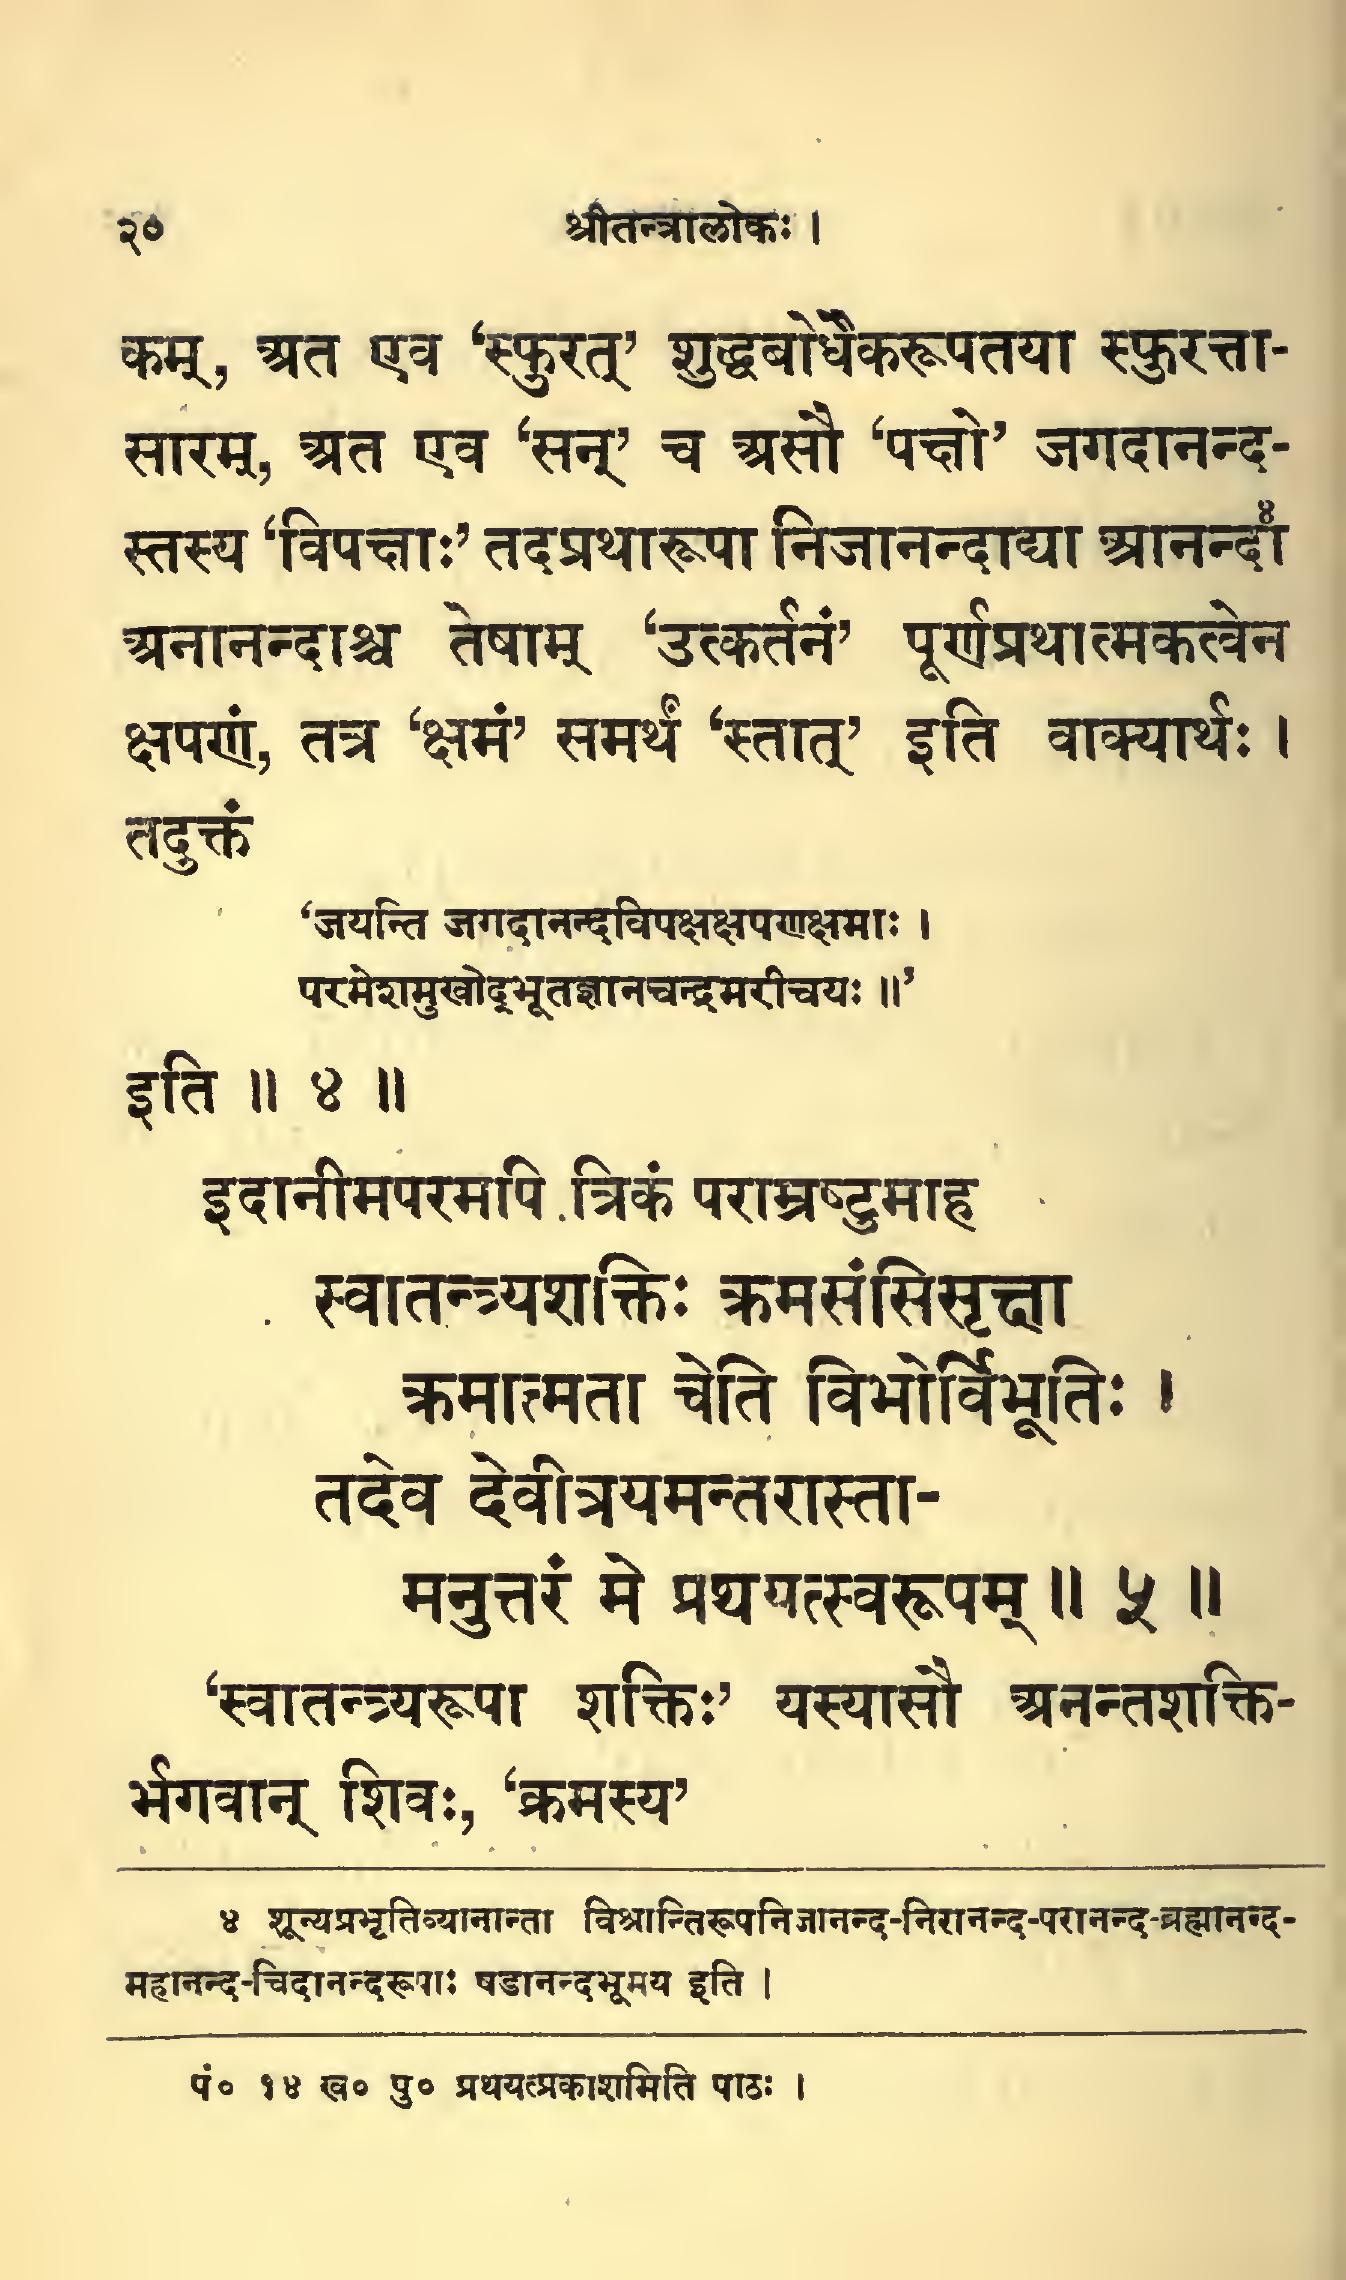 २० श्रीतन्त्रालोकः ।
कम्, अत एव ‘स्फुरत्’ शुद्धबोधैकरूपतया स्फुरत्ता-
सारम्, अत एव ‘सन्’ च असौ ‘पक्षो’ जगदानन्द-
स्तस्य ‘विपक्षाः’ तदप्रथारूपा निजानन्दाद्या आनन्दा४
अनानन्दाश्च तेषाम् ‘उत्कर्तनं’ पूर्णप्रथात्मकत्वेन
क्षपणं, तत्र ‘क्षमं’ समर्थं ‘स्तात्’ इति वाक्यार्थः ।
तदुक्तं
‘जयन्ति जगदानन्दविपक्षक्षपणक्षमाः ।
परमेशमुखोद्भूतज्ञानचन्द्रमरीचयः ॥’
इति ॥ ४ ॥
इदानीमपरमपि त्रिकं पराम्रष्टुमाह
स्वातन्त्र्यशक्तिः क्रमसंसिसृक्षा
क्रमात्मता चेति विभोर्विभूतिः ।
तदेव देवीत्रयमन्तरास्ता-
मनुत्तरं मे प्रथयत्स्वरूपम् ॥ ५ ॥
‘स्वातन्त्र्यरूपा शक्तिः’ यस्यासौ अनन्तशक्ति-
र्भगवान् शिवः, ‘क्रमस्य’
४ शून्यप्रभृतिव्यानान्ता विश्रान्तिरूपनिजानन्द-निरानन्द-परानन्द-ब्रह्मानन्द-
महानन्द-चिदानन्दरूपाः षडानन्दभूमय इति ।
पं० १४ ख० पु० प्रथयत्प्रकाशमिति पाठः ।